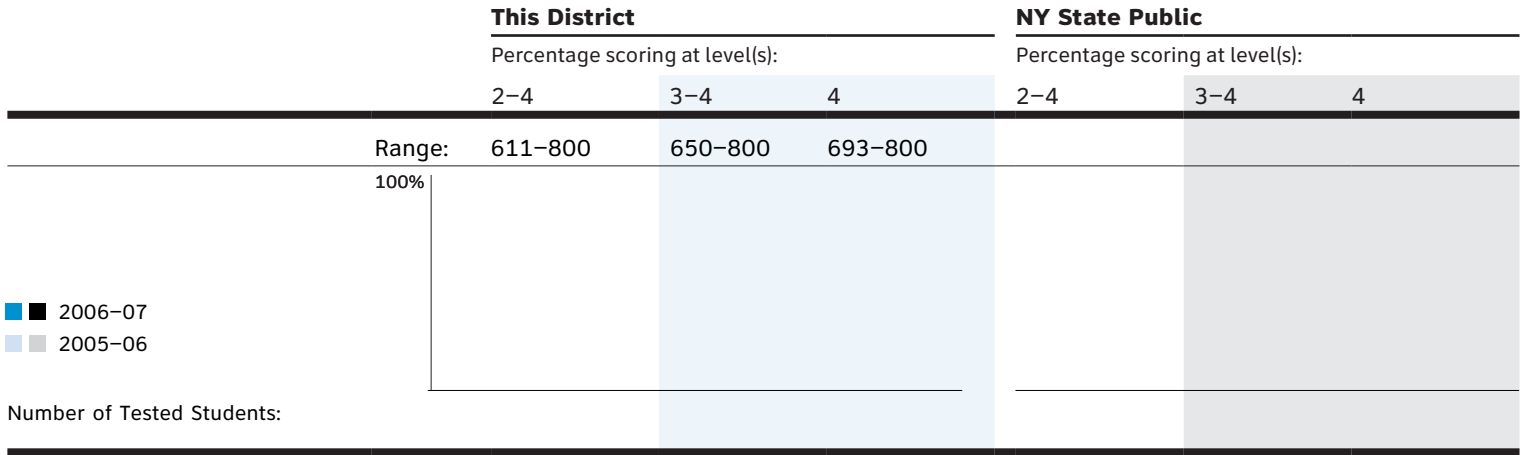 This District NY State Public
Percentage scoring at level(s): Percentage scoring at level(s):
2–4 3–4 4 2–4 3–4 4
Range: 611–800 650–800 693–800
100%
2006–07
2005–06
Number of Tested Students: